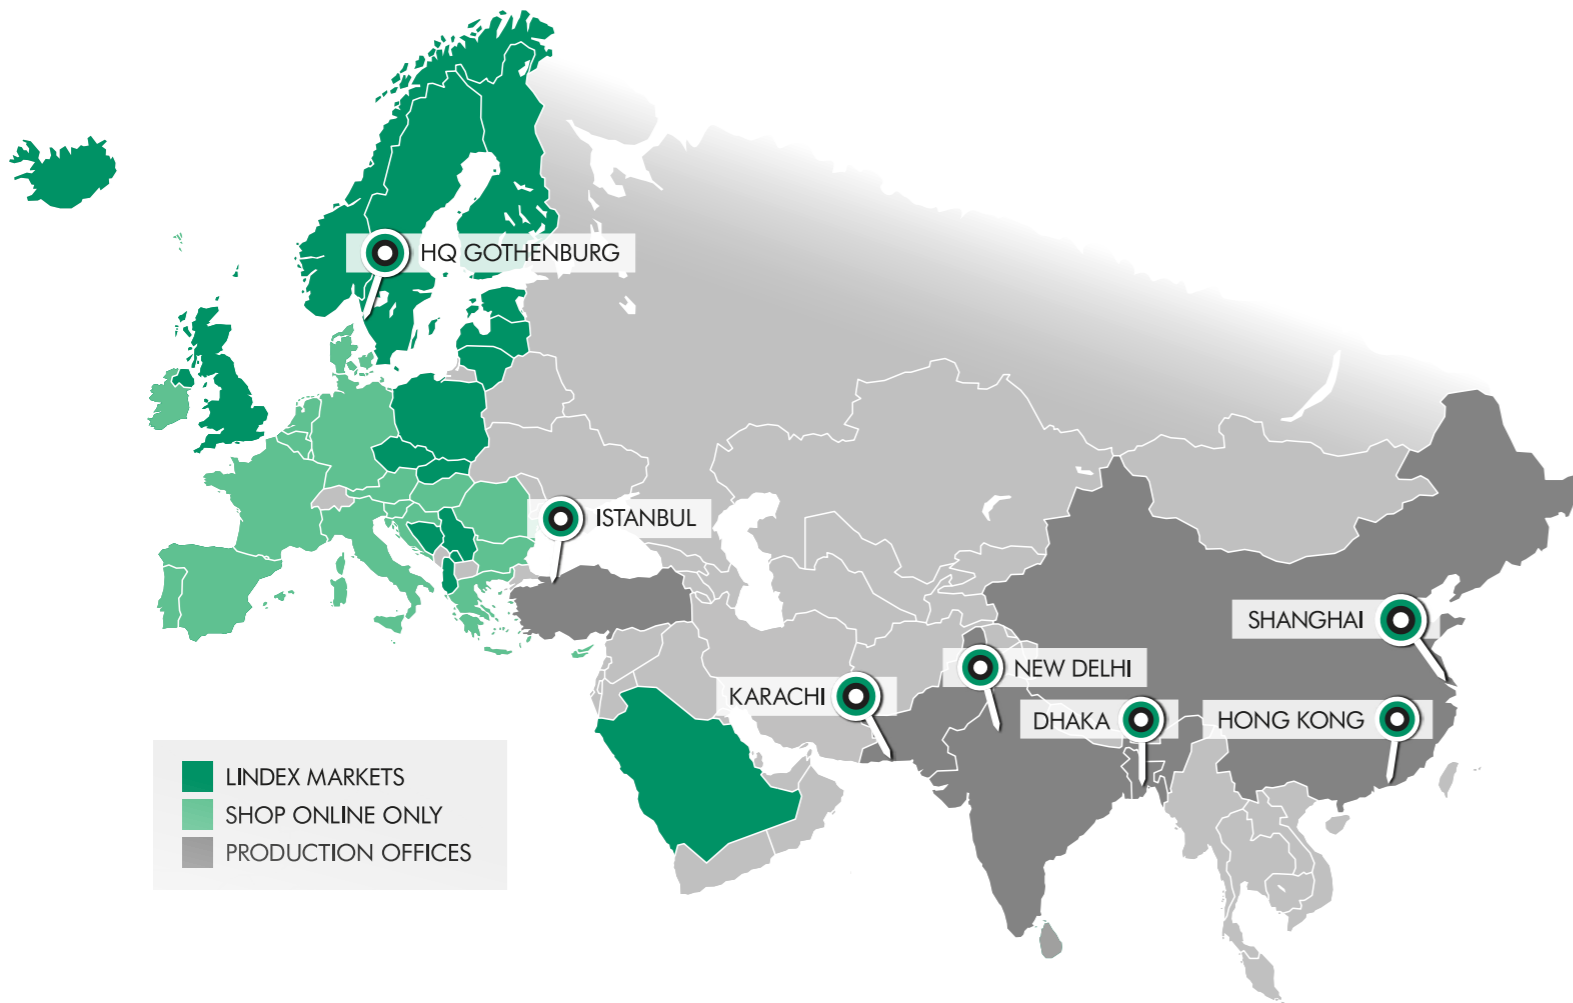 HQ GOTHENBURG
ISTANBUL
SHANGHAI
NEW DELHI
KARACHI
DHAKA
HONG KONG
LINDEX MARKETS
SHOP ONLINE ONLY
PRODUCTION OFFICES